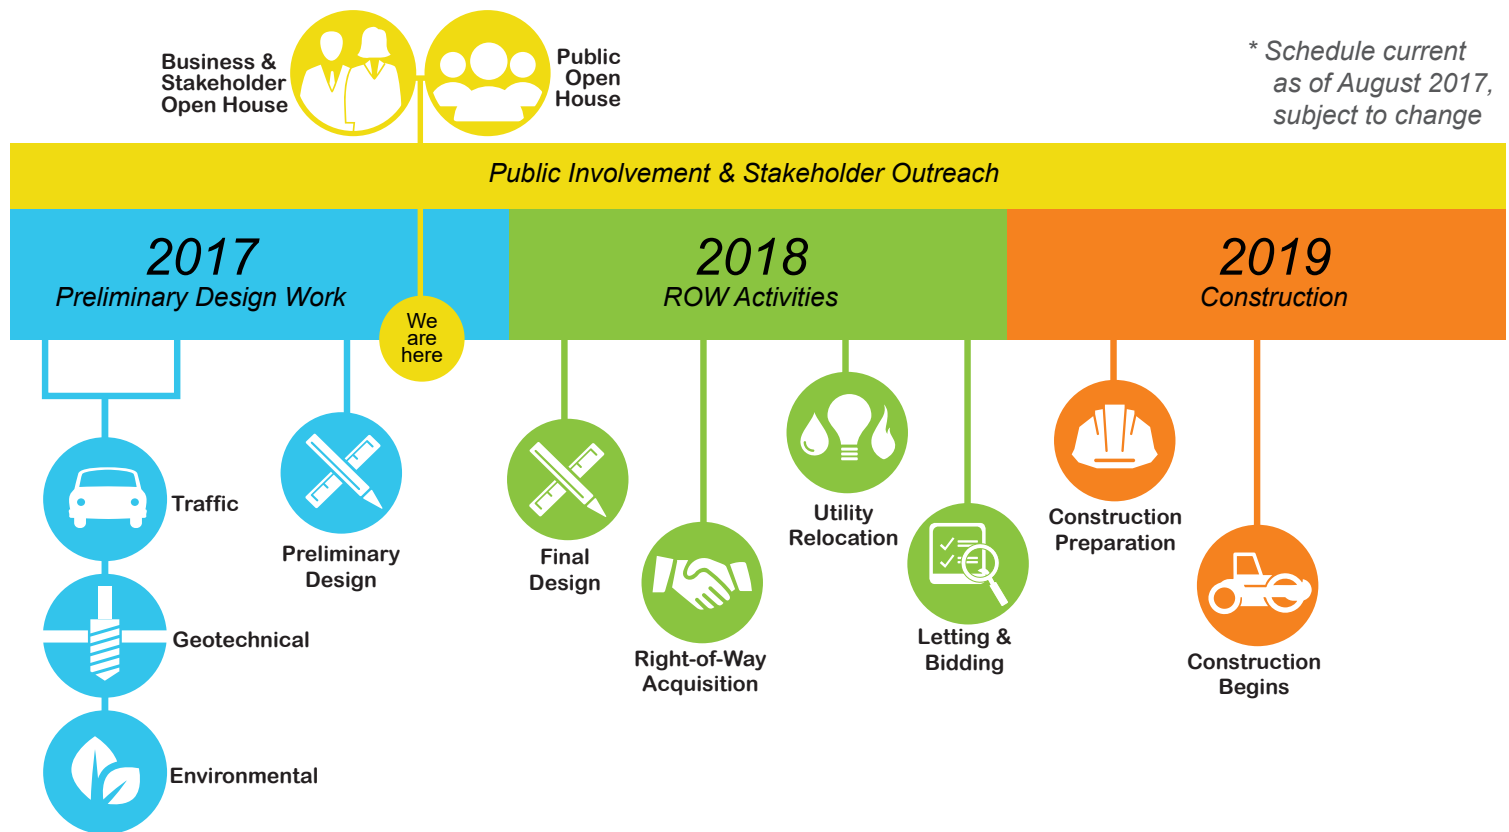 Business &
Stakeholder
Open House
Public
Open
House
* Schedule current
as of August 2017,
subject to change
Public Involvement & Stakeholder Outreach
2017
Preliminary Design Work
2018
ROW Activities
2019
Construction
We
are
here
Traffic
Geotechnical
Environmental
Preliminary
Design
Final
Design
Right-of-Way
Acquisition
Utility
Relocation
Letting &
Bidding
Construction
Preparation
Construction
Begins